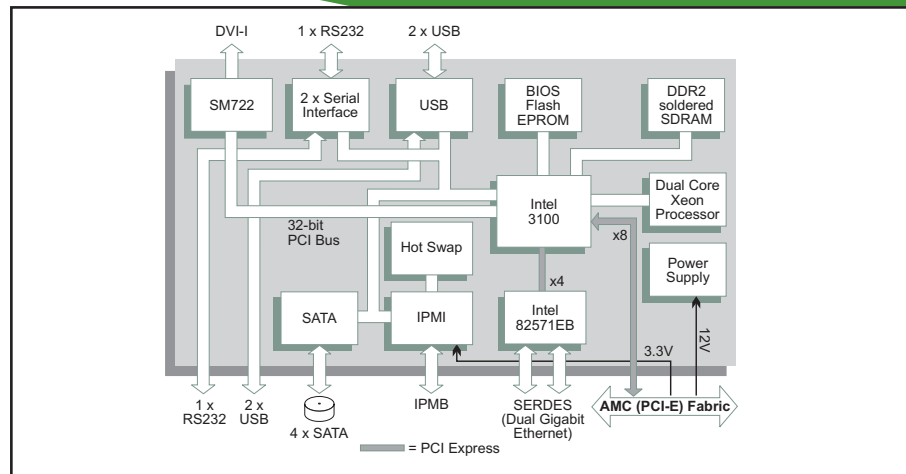 DVI-I
1 x RS232
2 x USB
SM722
2 x Serial
Interface
USB
BIOS
Flash
EPROM
DDR2
soldered
SDRAM
Intel
3100
Dual Core
Xeon
Processor
32-bit
PCI Bus
x8
Hot Swap
Power
Supply
x4
SATA
IPMI
Intel
82571EB
3.3V
12V
1 x
RS232
2 x
USB
4 x SATA
IPMB
SERDES
(Dual Gigabit
Ethernet)
AMC (PCI-E) Fabric
= PCI Express